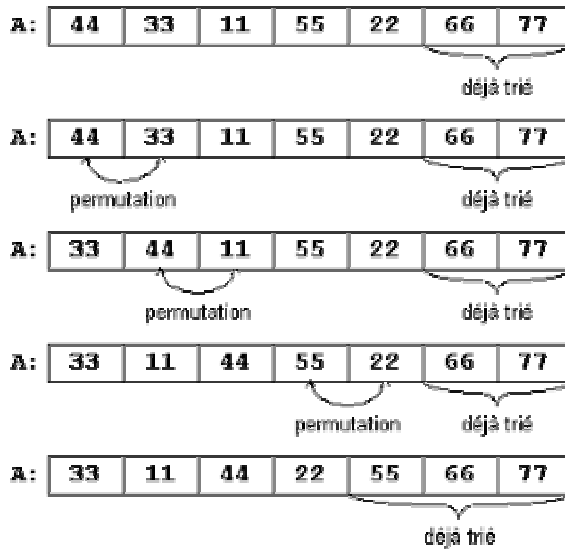 A: 44 33 11 55 22 66 77
déjà trié
A: 44 33 11 55 22 66 77
permutation déjà trié
A: 33 44 11 55 22 66 77
permutation déjà trié
A: 33 11 44 55 22 66 77
permutation déjà trié
A: 33 11 44 22 55 66 77
déjà trié